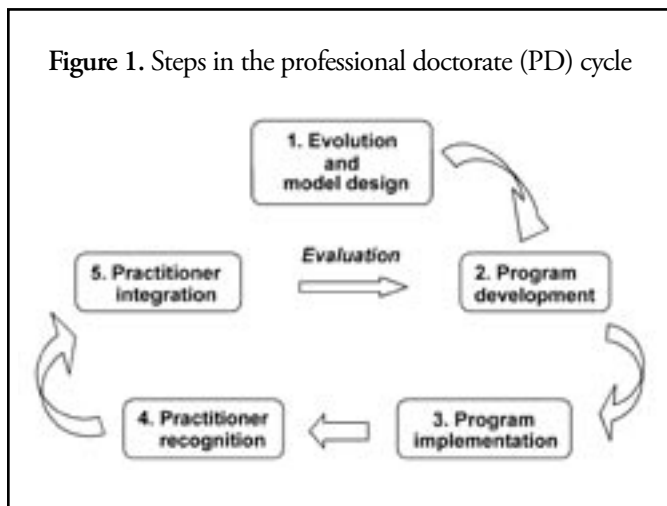 Figure 1. Steps in the professional doctorate (PD) cycle
1. Evolution
and
model design
Evaluation
5. Practitioner
integration
2. Program
development
4. Practitioner
recognition
3. Program
implementation